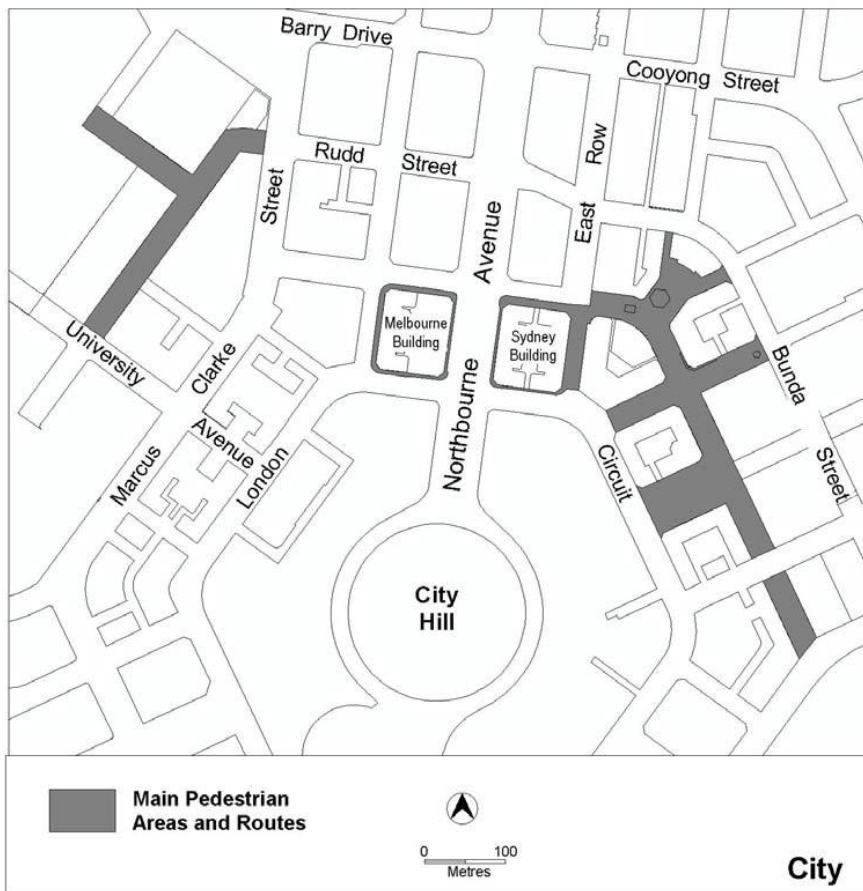 Barry Drive
Cooyong Street
Rudd Street
Row
East
Street
Avenue
Northbourne
Melbourne
Building
Sydney
Building
University
Avenue
Clarke
Marcus
London
Circuit
Bunda
Street
City
Hill
Main Pedestrian
Areas and Routes
0 100
Metres
City